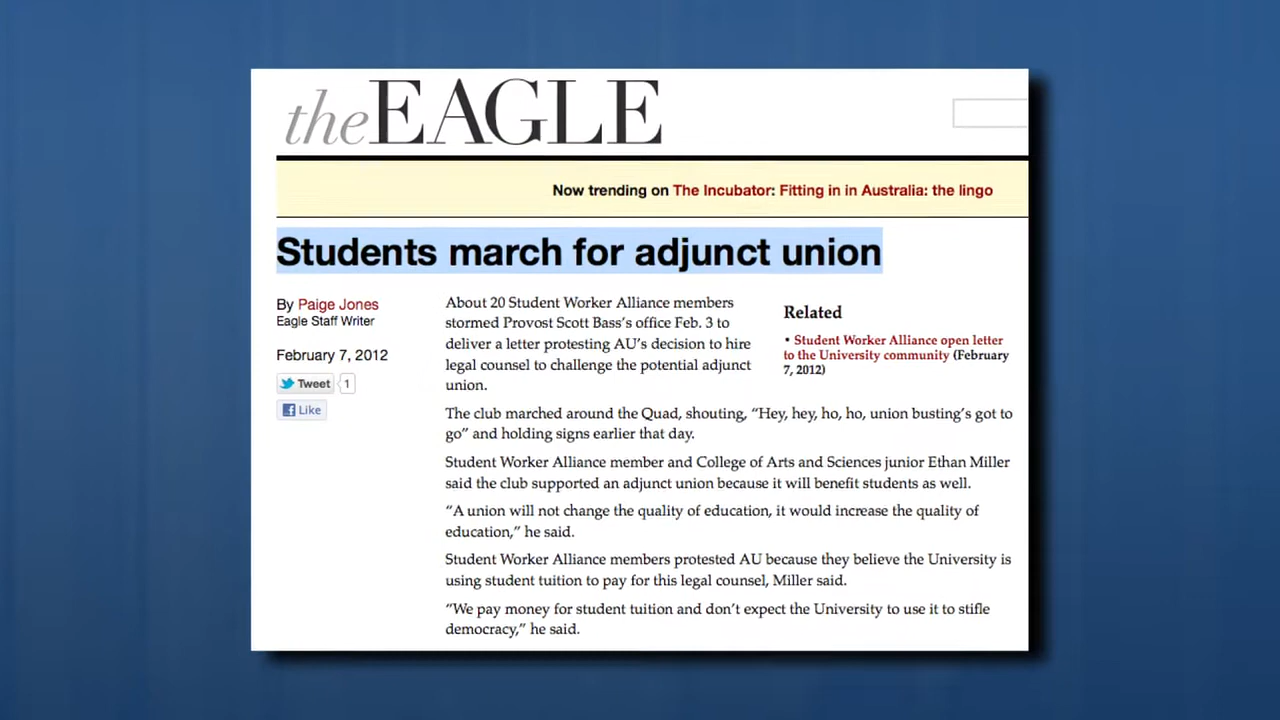 the EAGLE
Now trending on The Incubator: Fitting in in Australia: the lingo
Students march for adjunct union
By Paige Jones
Eagle Staff Writer
February 7, 2012
Tweet 1
Like
About 20 Student Worker Alliance members
stormed Provost Scott Bass's office Feb. 3 to
deliver a letter protesting AU's decision to hire
legal counsel to challenge the potential adjunct
union.
Related
• Student Worker Alliance open letter
to the University community (February
7, 2012)
The club marched around the Quad, shouting, “Hey, hey, ho, ho, union busting's got to
go” and holding signs earlier that day.
Student Worker Alliance member and College of Arts and Sciences junior Ethan Miller
said the club supported an adjunct union because it will benefit students as well.
“A union will not change the quality of education, it would increase the quality of
education,” he said.
Student Worker Alliance members protested AU because they believe the University is
using student tuition to pay for this legal counsel, Miller said.
“We pay money for student tuition and don't expect the University to use it to stifle
democracy,” he said.